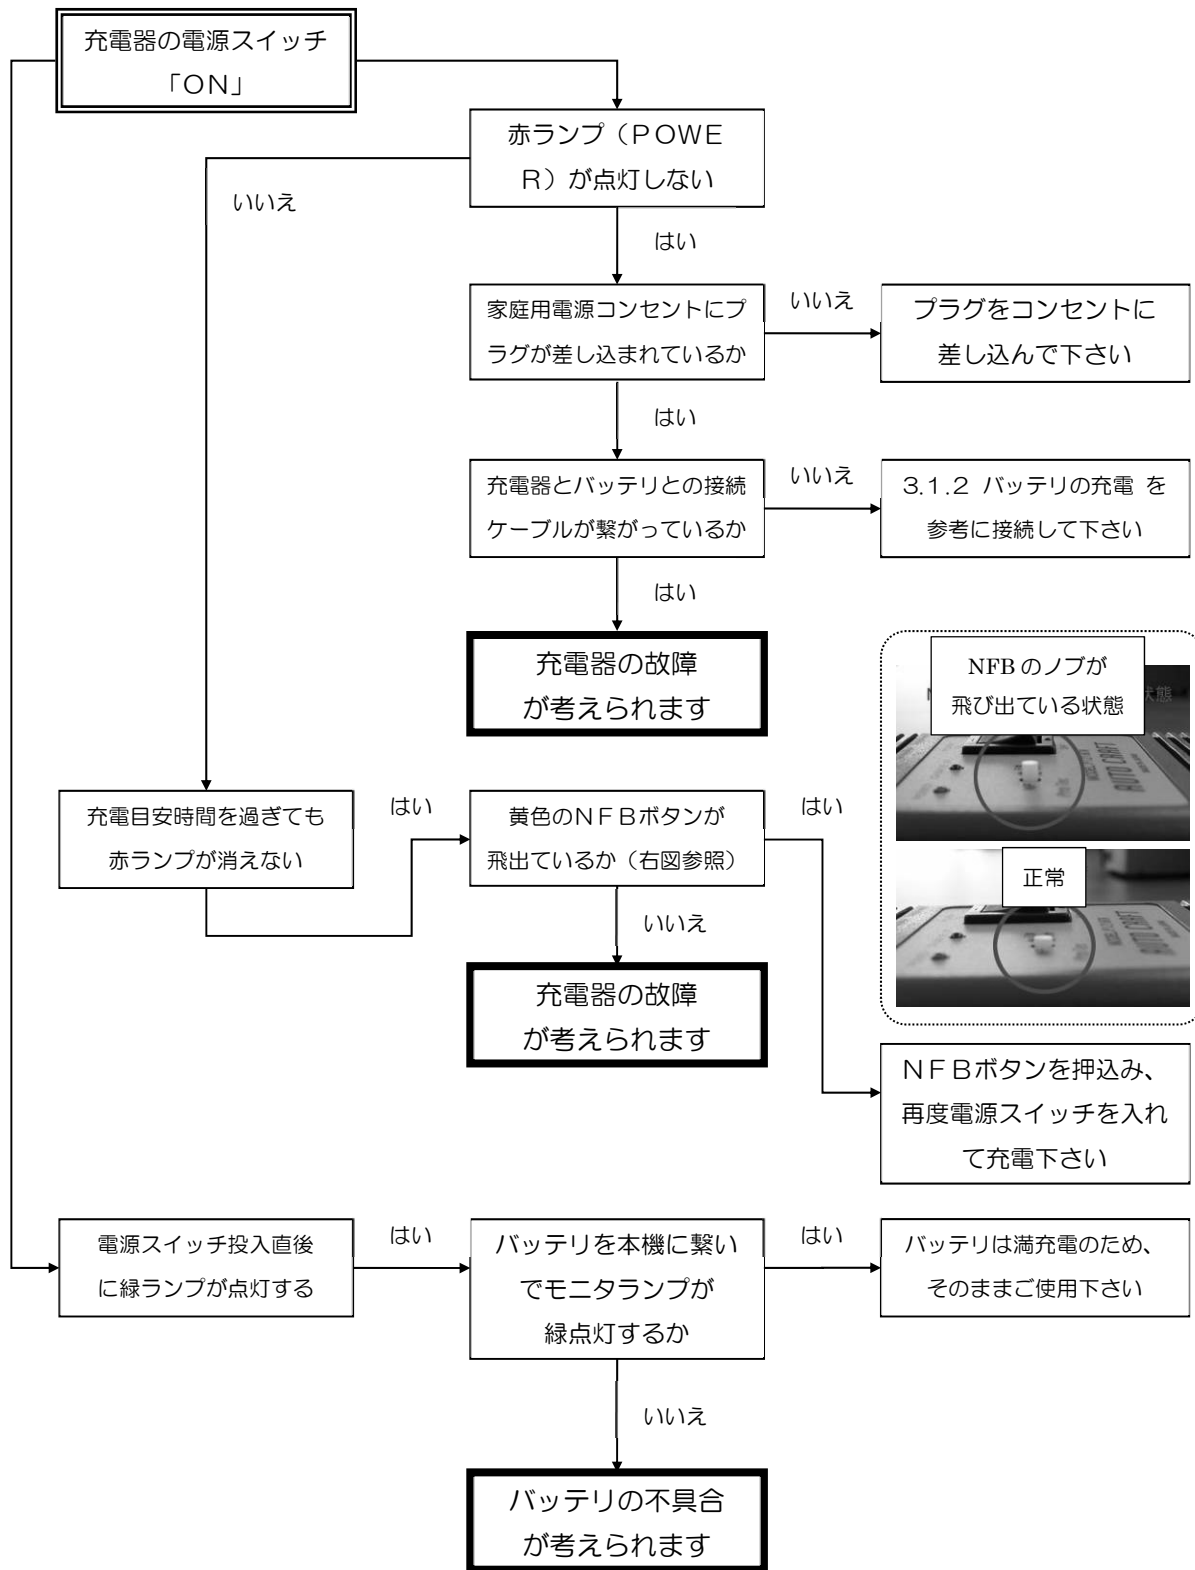 充電器の電源スイッチ
「ON」
赤ランプ（POWE
R）が点灯しない
いいえ
はい
家庭用電源コンセントにプ
ラグが差し込まれているか
いいえ
プラグをコンセントに
差し込んで下さい
はい
充電器とバッテリとの接続
ケーブルが繋がっているか
いいえ
3.1.2 バッテリの充電 を
参考に接続して下さい
はい
充電器の故障
が考えられます
NFBのノブが
飛び出ている状態
状態
AUTO CRAFT
充電目安時間を過ぎても
赤ランプが消えない
はい
黄色のNFBボタンが
飛出ているか（右図参照）
はい
正常
AUTO CRAFT
いいえ
充電器の故障
が考えられます
NFBボタンを押込み、
再度電源スイッチを入れ
て充電下さい
電源スイッチ投入直後
に緑ランプが点灯する
はい
バッテリを本機に繋い
でモニタランプが
緑点灯するか
はい
バッテリは満充電のため、
そのままご使用下さい
いいえ
バッテリの不具合
が考えられます